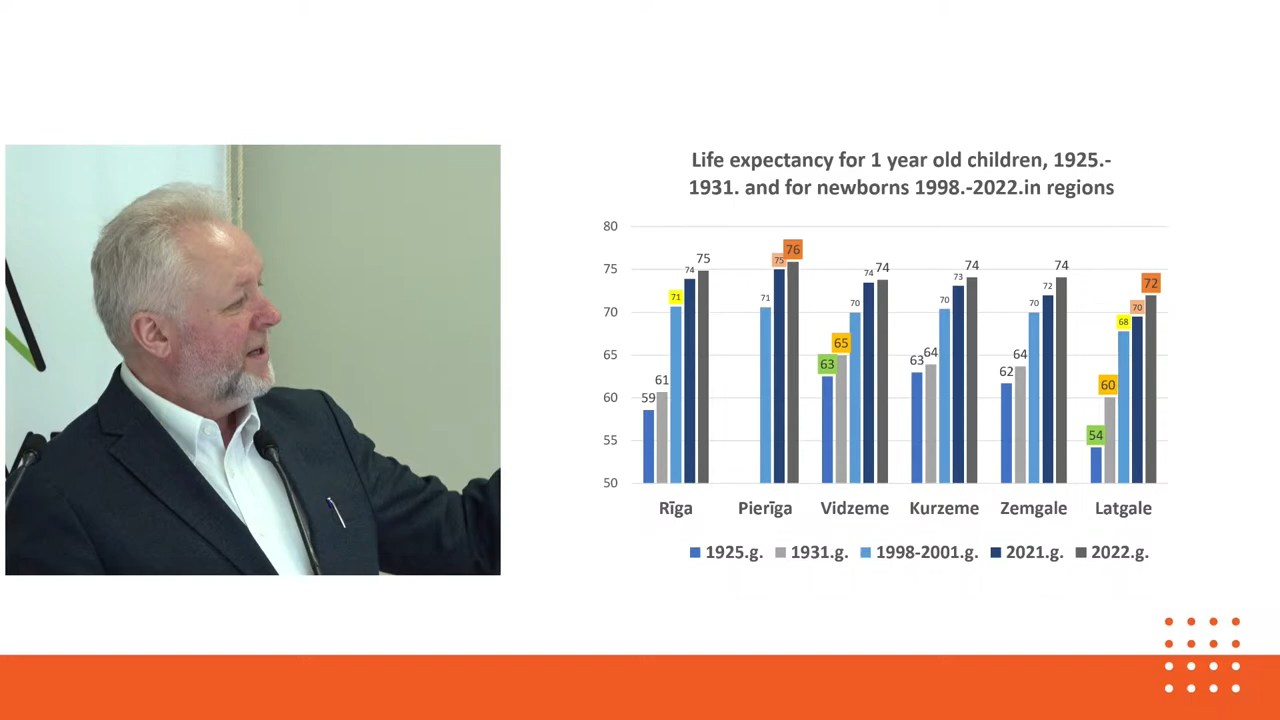 Life expectancy for 1 year old children, 1925.-
1931. and for newborns 1998.-2022.in regions
80
75
70
65
60
55
50
59 61 71 74 75
71 75 76
63 65 70 74 74
63 64 70 73 74
62 64 70 72 74
54 60 68 70 72
Rīga Pierīga Vidzeme Kurzeme Zemgale Latgale
1925.g. 1931.g. 1998-2001.g. 2021.g. 2022.g.